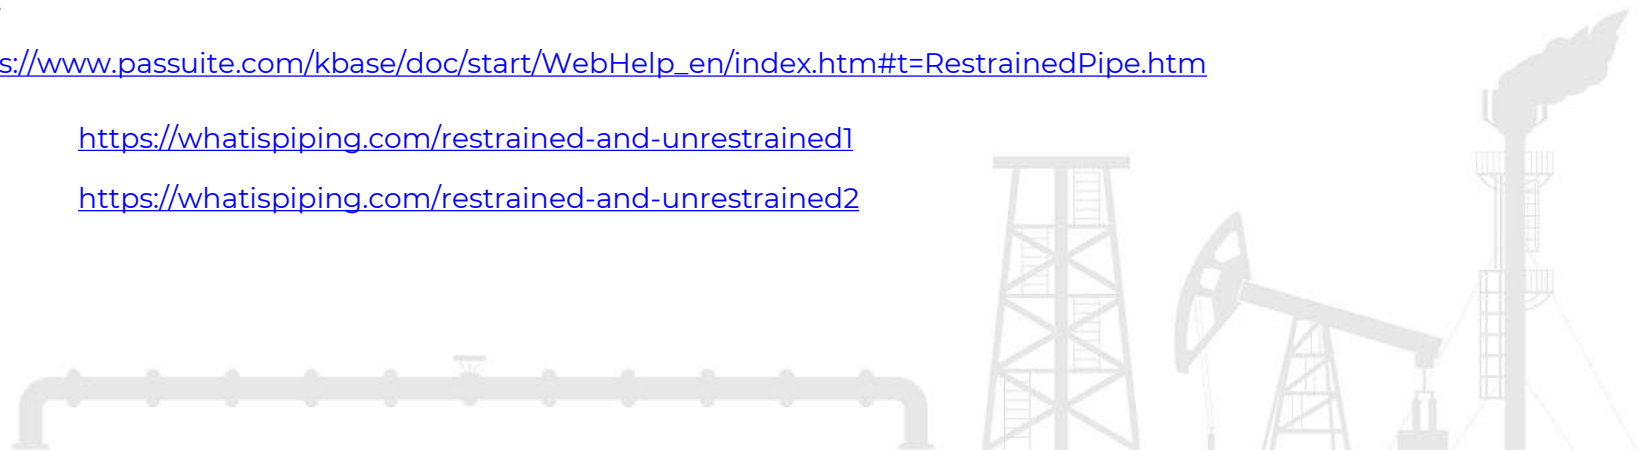 s://www.passuite.com/kbase/doc/start/WebHelp_en/index.htm#t=RestrainedPipe.htm
https://whatispiping.com/restrained-and-unrestrained1
https://whatispiping.com/restrained-and-unrestrained2